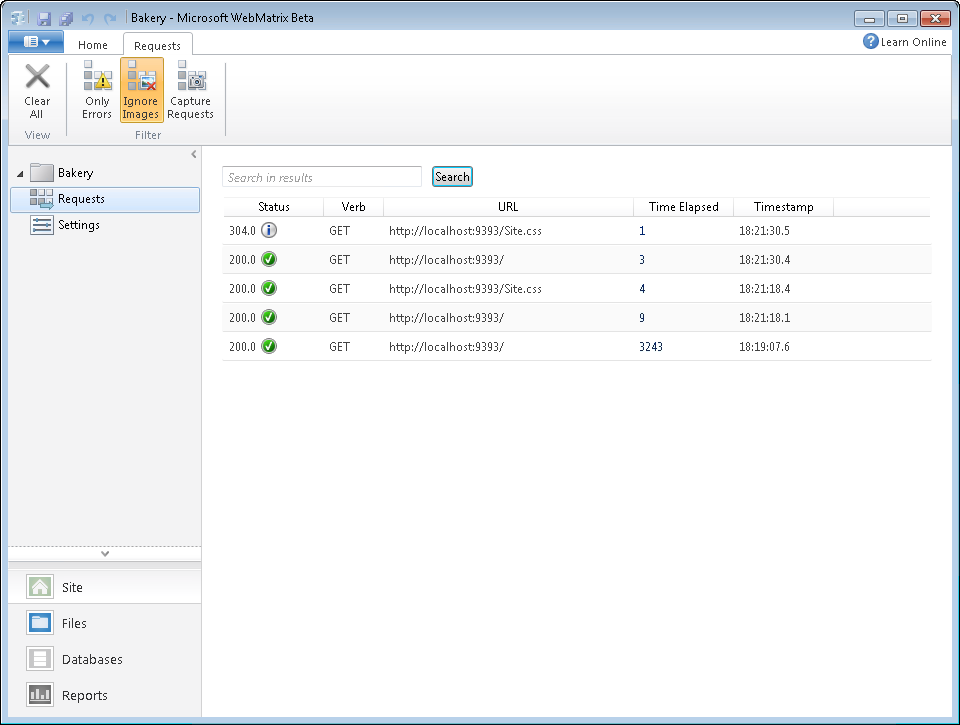 Bakery - Microsoft WebMatrix Beta
Home Requests Learn Online
Clear All
Only Errors
Ignore Images
Capture Requests
View Filter
Bakery
Requests
Settings
Search in results Search
Status Verb URL Time Elapsed Timestamp
304.0 GET http://localhost:9393/Site.css 1 18:21:30.5
200.0 GET http://localhost:9393/ 3 18:21:30.4
200.0 GET http://localhost:9393/Site.css 4 18:21:18.4
200.0 GET http://localhost:9393/ 9 18:21:18.1
200.0 GET http://localhost:9393/ 3243 18:19:07.6
Site
Files
Databases
Reports